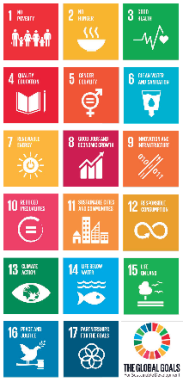 1 NO
POVERTY
2 NO
HUNGER
3 GOOD
HEALTH
4 QUALITY
EDUCATION
5 GENDER
EQUALITY
6 CLEAN WATER
AND SANITATION
7 RENEWABLE
ENERGY
8 GOOD JOBS AND
ECONOMIC GROWTH
9 INNOVATION AND
INFRASTRUCTURE
10 REDUCED
INEQUALITIES
11 SUSTAINABLE CITIES
AND COMMUNITIES
12 RESPONSIBLE
CONSUMPTION
13 CLIMATE
ACTION
14 LIFE BELOW
WATER
15 LIFE
ON LAND
16 PEACE AND
JUSTICE
17 PARTNERSHIPS
FOR THE GOALS
THE GLOBAL GOALS
For Sustainable Development